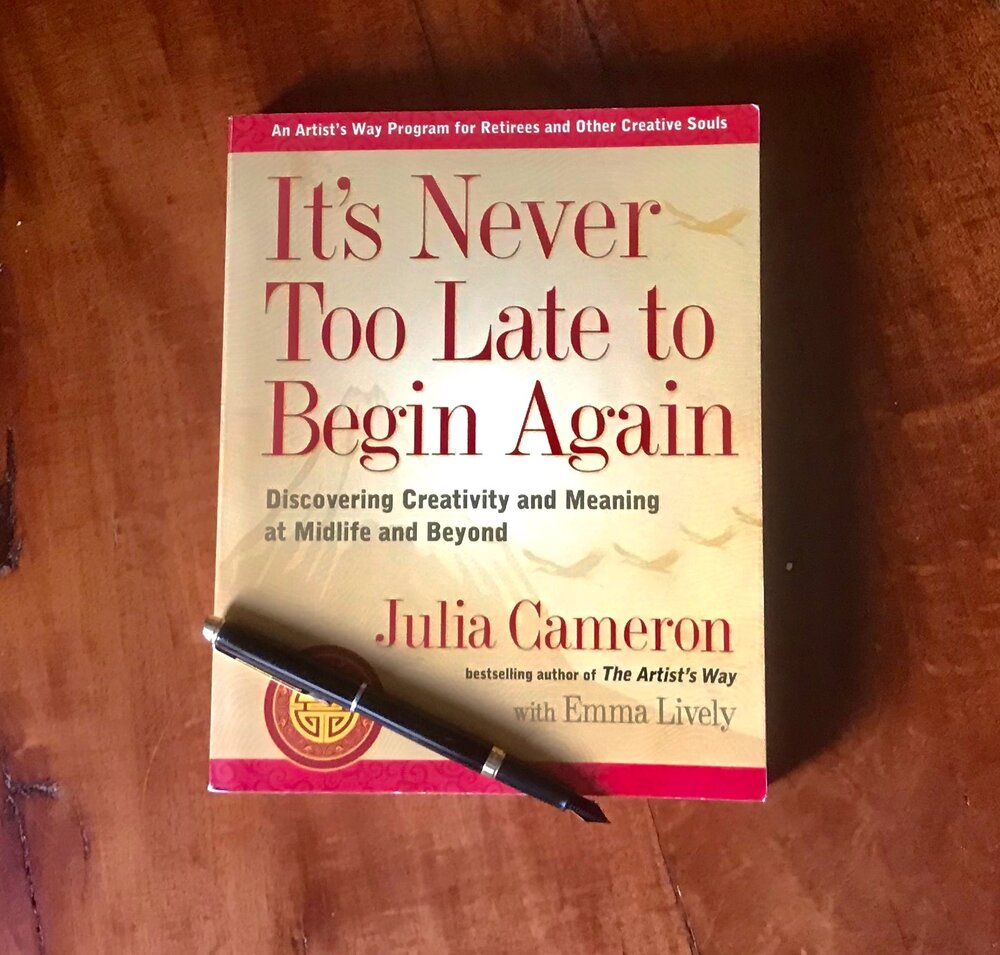 An Artist's Way Program for Retirees and Other Creative Souls
It's Never
Too Late to
Begin Again
Discovering Creativity and Meaning
at Midlife and Beyond
Julia Cameron
bestselling author of The Artist's Way
with Emma Lively